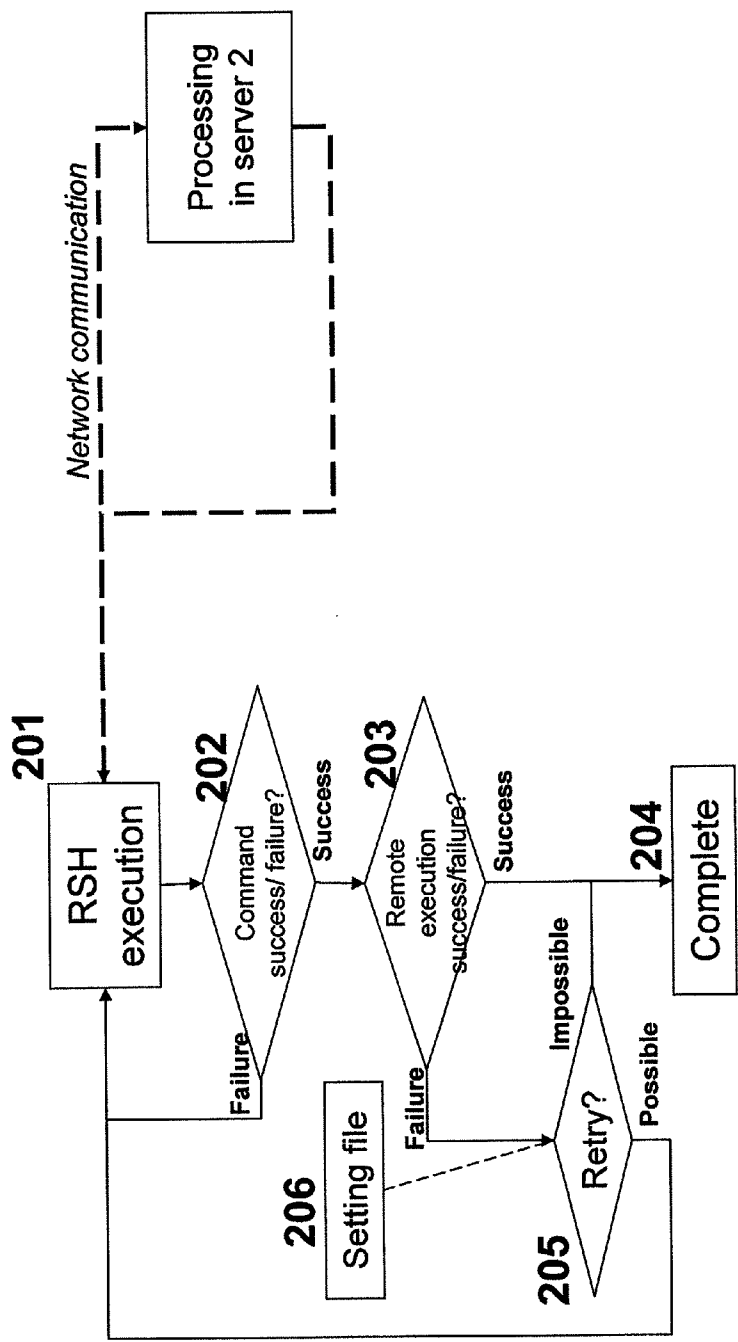 201
RSH
execution
Network communication
Processing
in server 2
202
Command
success/ failure?
Failure
Success
203
Remote
execution
success/failure?
Failure
Success
206
Setting file
205
Retry?
Impossible
Possible
204
Complete